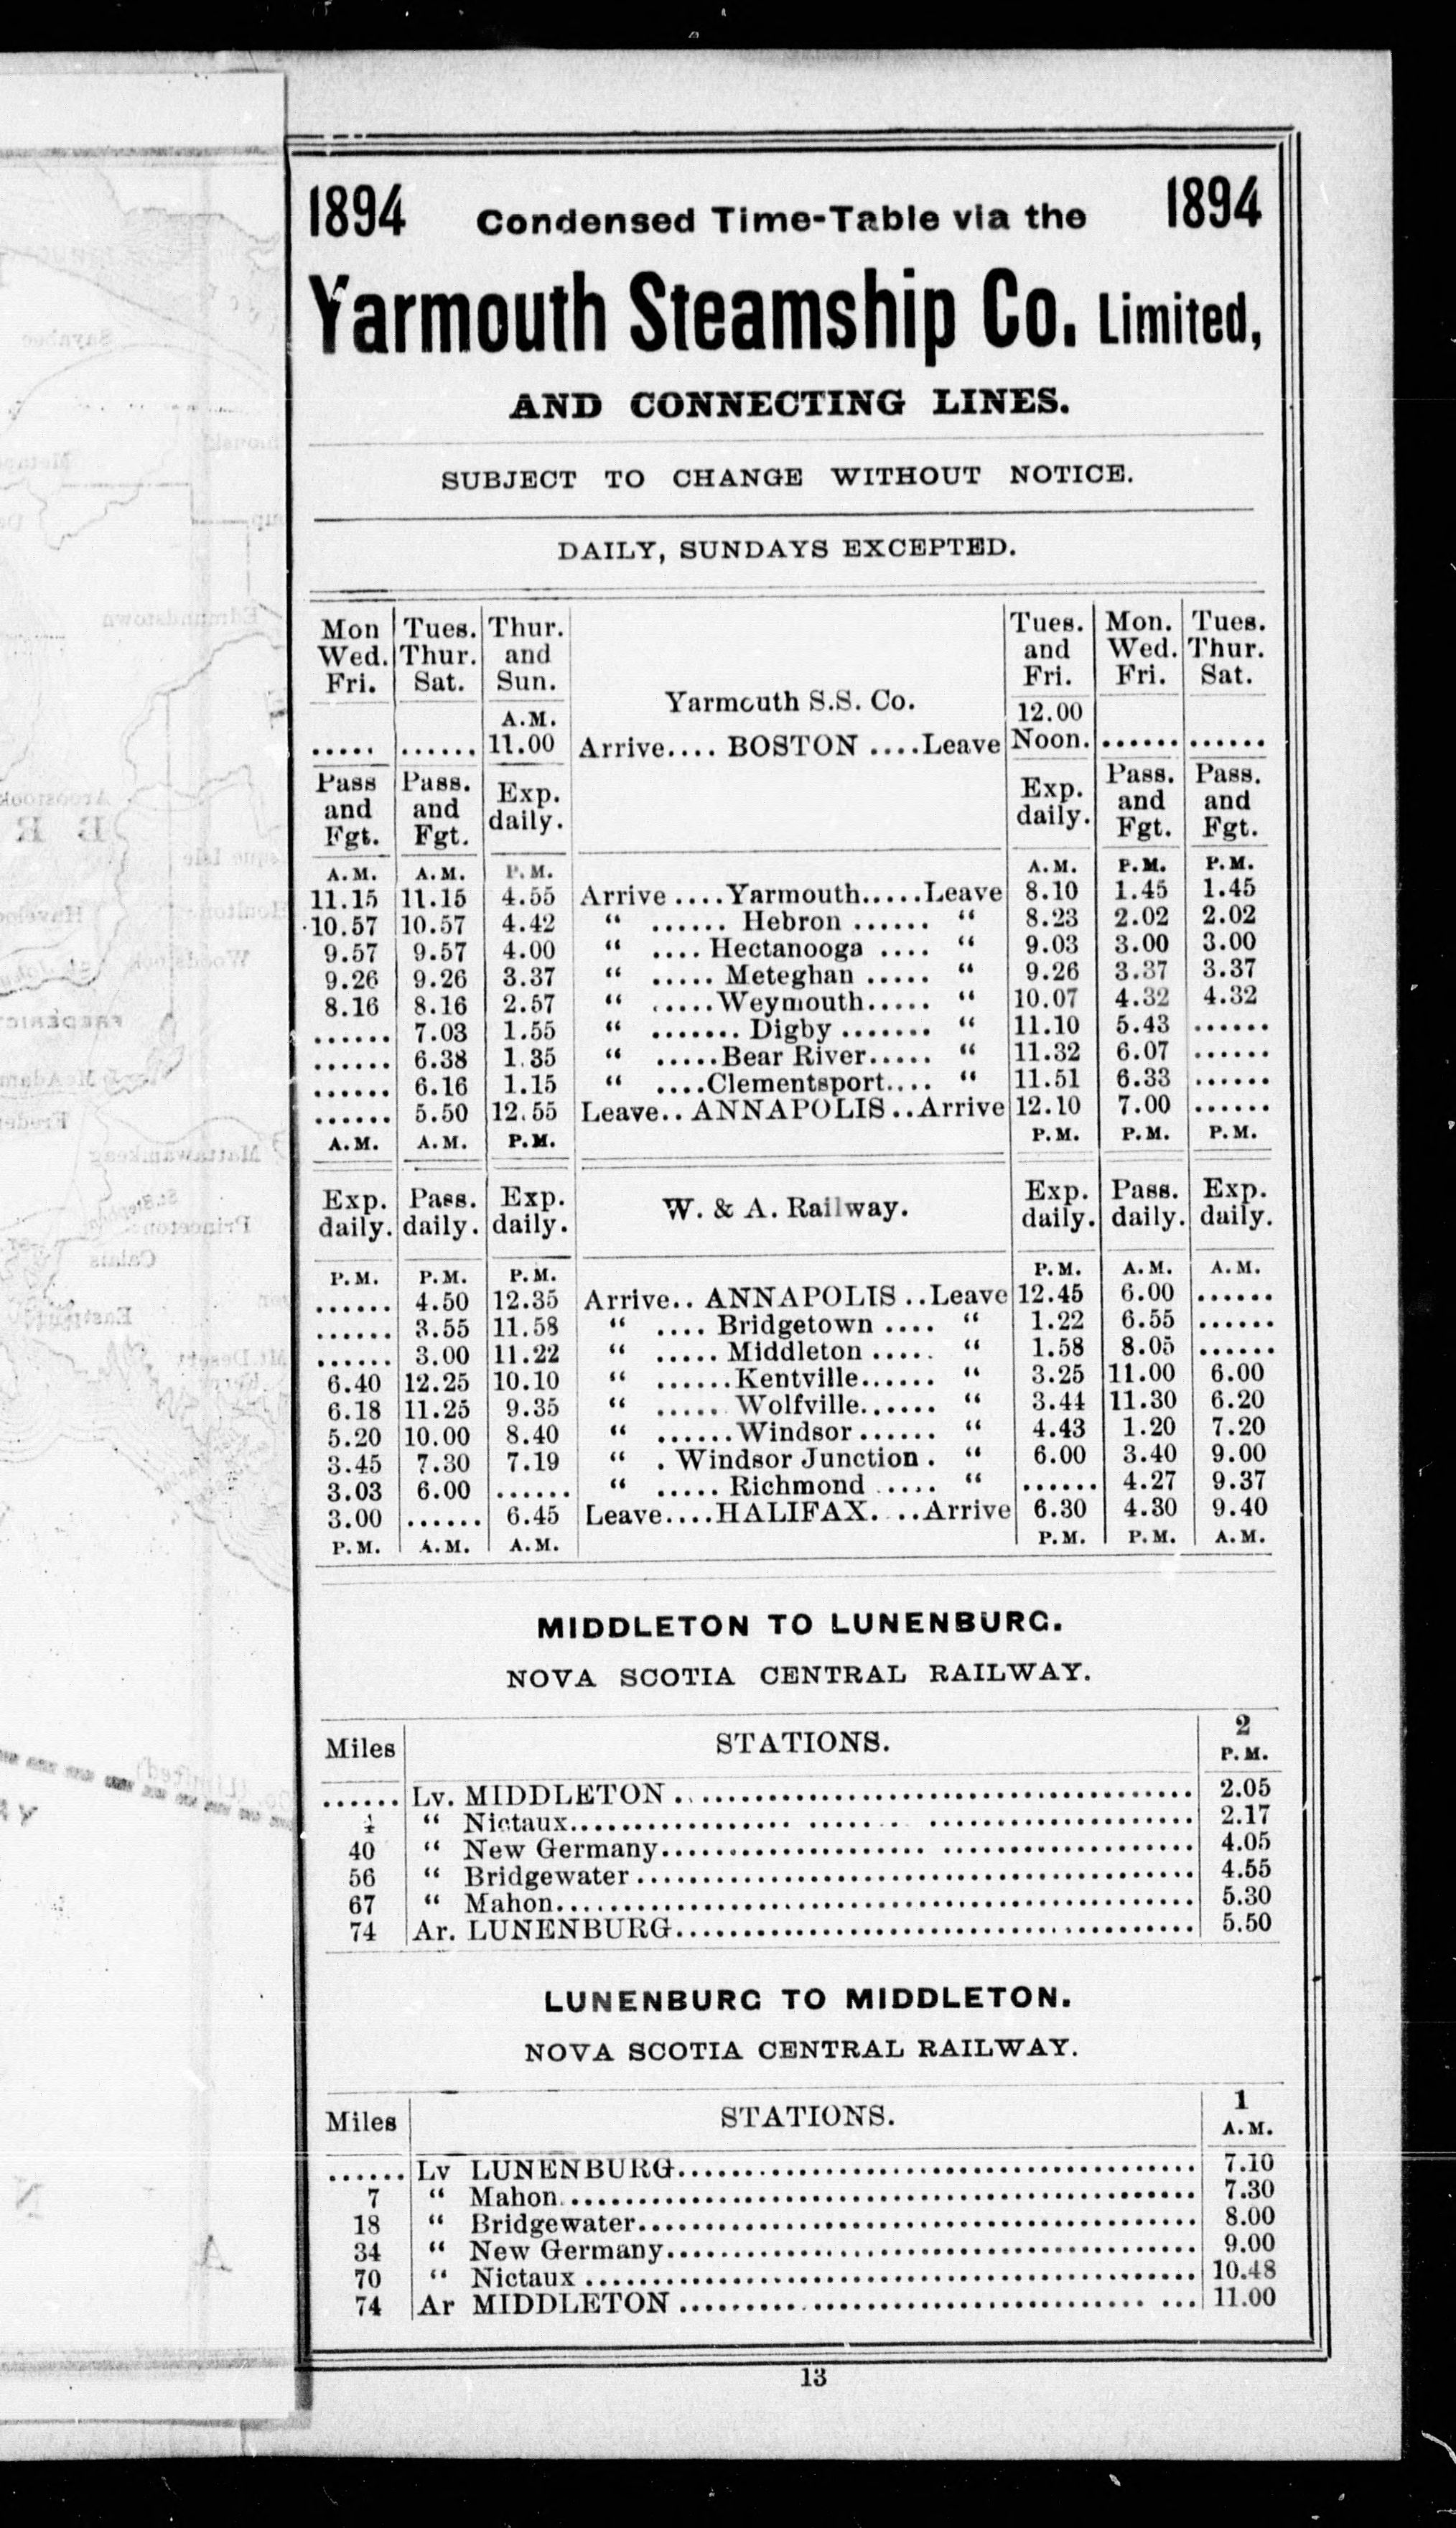 1894 Condensed Time-Table via the 1894
Yarmouth Steamship Co. Limited,
AND CONNECTING LINES.
SUBJECT TO CHANGE WITHOUT NOTICE.
DAILY, SUNDAYS EXCEPTED.
Mon Tues. Thur. Tues. Mon. Tues.
Wed. Thur. and and Wed. Thur.
Fri. Sat. Sun. Fri. Fri. Sat.
Yarmouth S.S. Co.
A.M. 12.00
..... ...... 11.00 Arrive.... BOSTON ....Leave Noon. ...... ......
Pass Pass. Exp. Exp. Pass. Pass.
and and daily. daily. and and
Fgt. Fgt. Fgt. Fgt.
A.M. A.M. P.M. A.M. P.M. P.M.
11.15 11.15 4.55 Arrive ....Yarmouth.....Leave 8.10 1.45 1.45
10.57 10.57 4.42 “ ...... Hebron ...... “ 8.23 2.02 2.02
9.57 9.57 4.00 “ .... Hectanooga .... “ 9.03 3.00 3.00
9.26 9.26 3.37 “ ..... Meteghan ..... “ 9.26 3.37 3.37
8.16 8.16 2.57 “ .....Weymouth..... “ 10.07 4.32 4.32
...... 7.03 1.55 “ ....... Digby ....... “ 11.10 5.43 ......
...... 6.38 1.35 “ .....Bear River..... “ 11.32 6.07 ......
...... 6.16 1.15 “ ....Clementsport.... “ 11.51 6.33 ......
...... 5.50 12.55 Leave.. ANNAPOLIS ..Arrive 12.10 7.00 ......
A.M. A.M. P.M. P.M. P.M. P.M.
Exp. Pass. Exp. W. & A. Railway. Exp. Pass. Exp.
daily. daily. daily. daily. daily. daily.
P.M. P.M. P.M. P.M. A.M. A.M.
...... 4.50 12.35 Arrive.. ANNAPOLIS ..Leave 12.45 6.00 ......
...... 3.55 11.58 “ .... Bridgetown .... “ 1.22 6.55 ......
...... 3.00 11.22 “ ..... Middleton ..... “ 1.58 8.05 ......
6.40 12.25 10.10 “ ......Kentville...... “ 3.25 11.00 6.00
6.18 11.25 9.35 “ ..... Wolfville...... “ 3.44 11.30 6.20
5.20 10.00 8.40 “ ......Windsor ...... “ 4.43 1.20 7.20
3.45 7.30 7.19 “ . Windsor Junction . “ 6.00 3.40 9.00
3.03 6.00 ...... “ ..... Richmond ..... “ ...... 4.27 9.37
3.00 ...... 6.45 Leave....HALIFAX....Arrive 6.30 4.30 9.40
P.M. A.M. A.M. P.M. P.M. A.M.
MIDDLETON TO LUNENBURG.
NOVA SCOTIA CENTRAL RAILWAY.
Miles STATIONS. 2
P.M.
...... Lv. MIDDLETON ........ 2.05
“ Nictaux........ 2.17
40 “ New Germany........ 4.05
56 “ Bridgewater ........ 4.55
67 “ Mahon........ 5.30
74 Ar. LUNENBURG........ 5.50
LUNENBURG TO MIDDLETON.
NOVA SCOTIA CENTRAL RAILWAY.
Miles STATIONS. 1
A.M.
...... Lv LUNENBURG........ 7.10
7 “ Mahon........ 7.30
18 “ Bridgewater........ 8.00
34 “ New Germany........ 9.00
70 “ Nictaux ........ 10.48
74 Ar MIDDLETON ........ 11.00
13